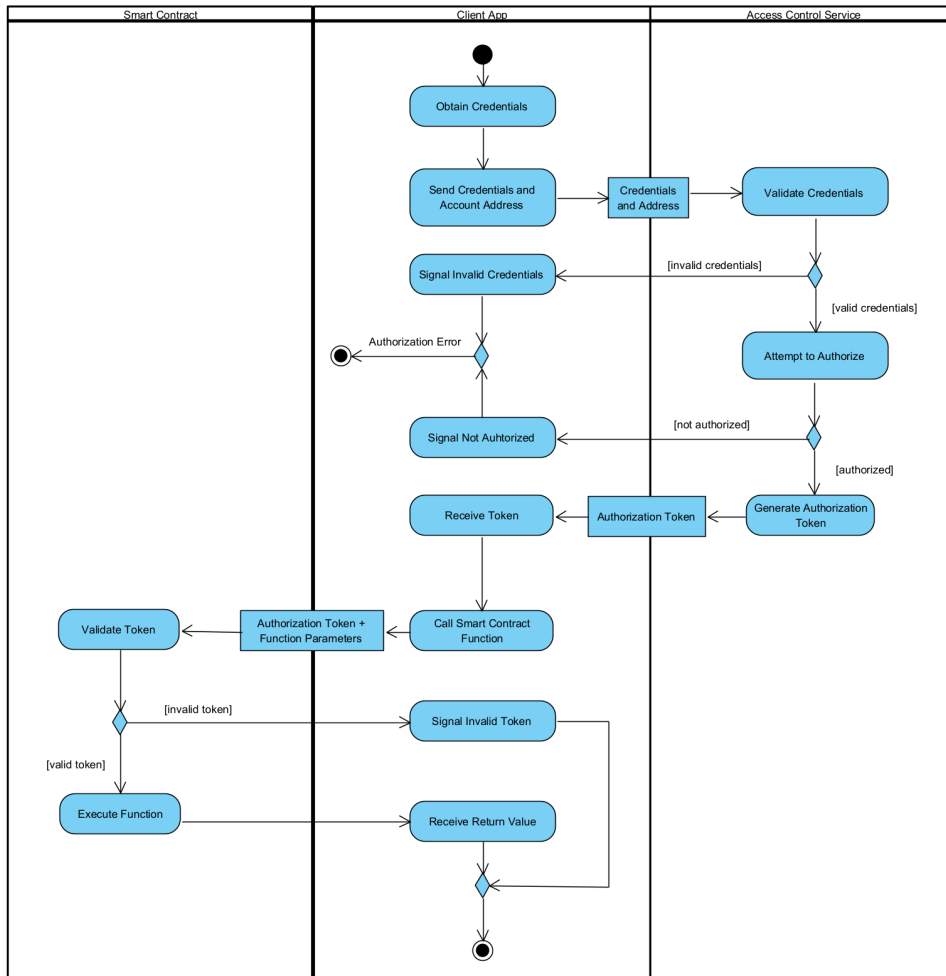 Smart Contract
Client App
Access Control Service
Obtain Credentials
Send Credentials and
Account Address
Credentials
and Address
Validate Credentials
[invalid credentials]
Signal Invalid Credentials
[valid credentials]
Authorization Error
Attempt to Authorize
[not authorized]
Signal Not Auhtorized
[authorized]
Generate Authorization
Token
Authorization Token
Receive Token
Call Smart Contract
Function
Authorization Token +
Function Parameters
Validate Token
[invalid token]
Signal Invalid Token
[valid token]
Execute Function
Receive Return Value